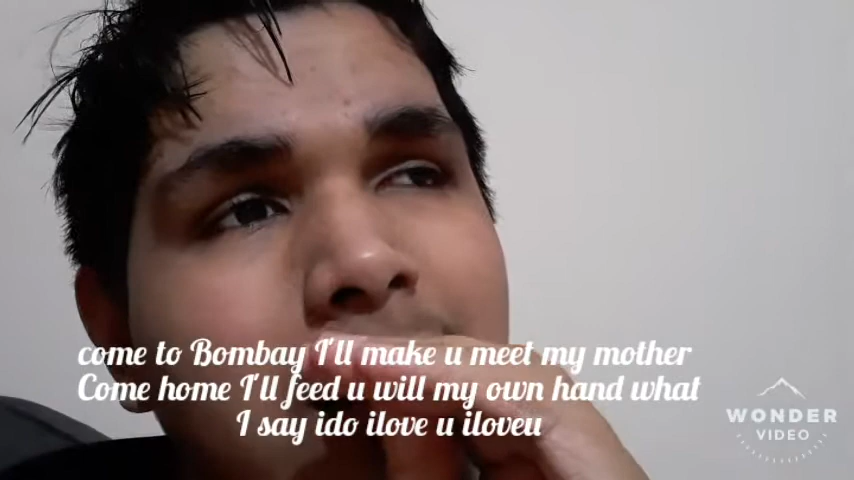 come to Bombay I'll make u meet my mother
Come home I'll feed u will my own hand what
I say ido ilove u iloveu
WONDER
VIDEO